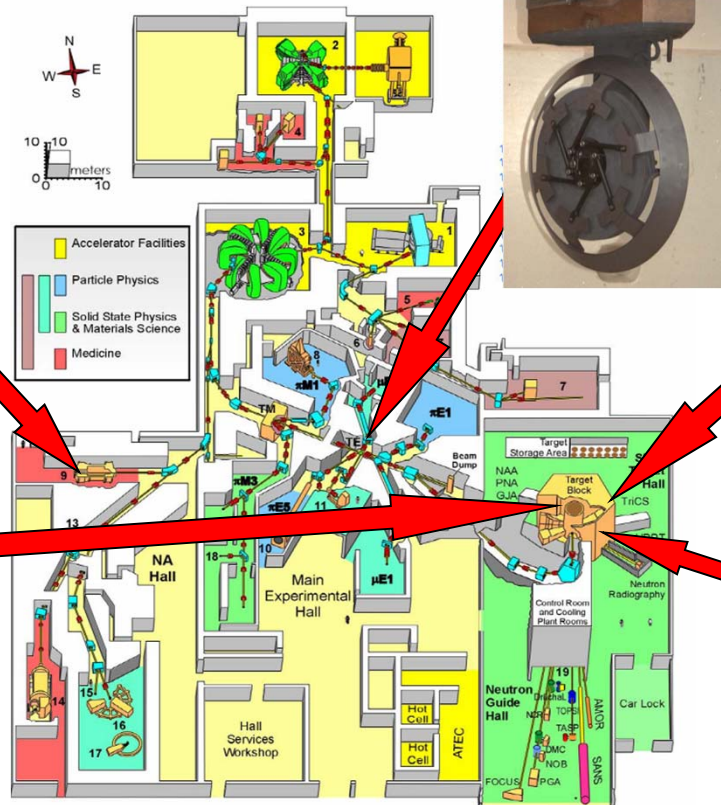 N
W
E
S
10
10
0
0
meters
10
2
4
3
1
5
6
7
8
Accelerator Facilities
Particle Physics
Solid State Physics
& Materials Science
Medicine
πM1
πE1
TM
TE
Beam
Dump
9
13
πM3
πE5
11
10
18
μE1
NA
Hall
Main
Experimental
Hall
Target
Storage Area
Hall
NAA
PNA
GJA
Target
Block
TriCS
Neutron
Radiography
Control Room
and Cooling
Plant Rooms
14
15
16
17
Hall
Services
Workshop
Hot
Cell
Hot
Cell
ATEC
Neutron
Guide
Hall
19
DrüchaL
NCR
TOPSI
TASP
DMC
NOB
FOCUS
PGA
AMOR
SANS
Car Lock